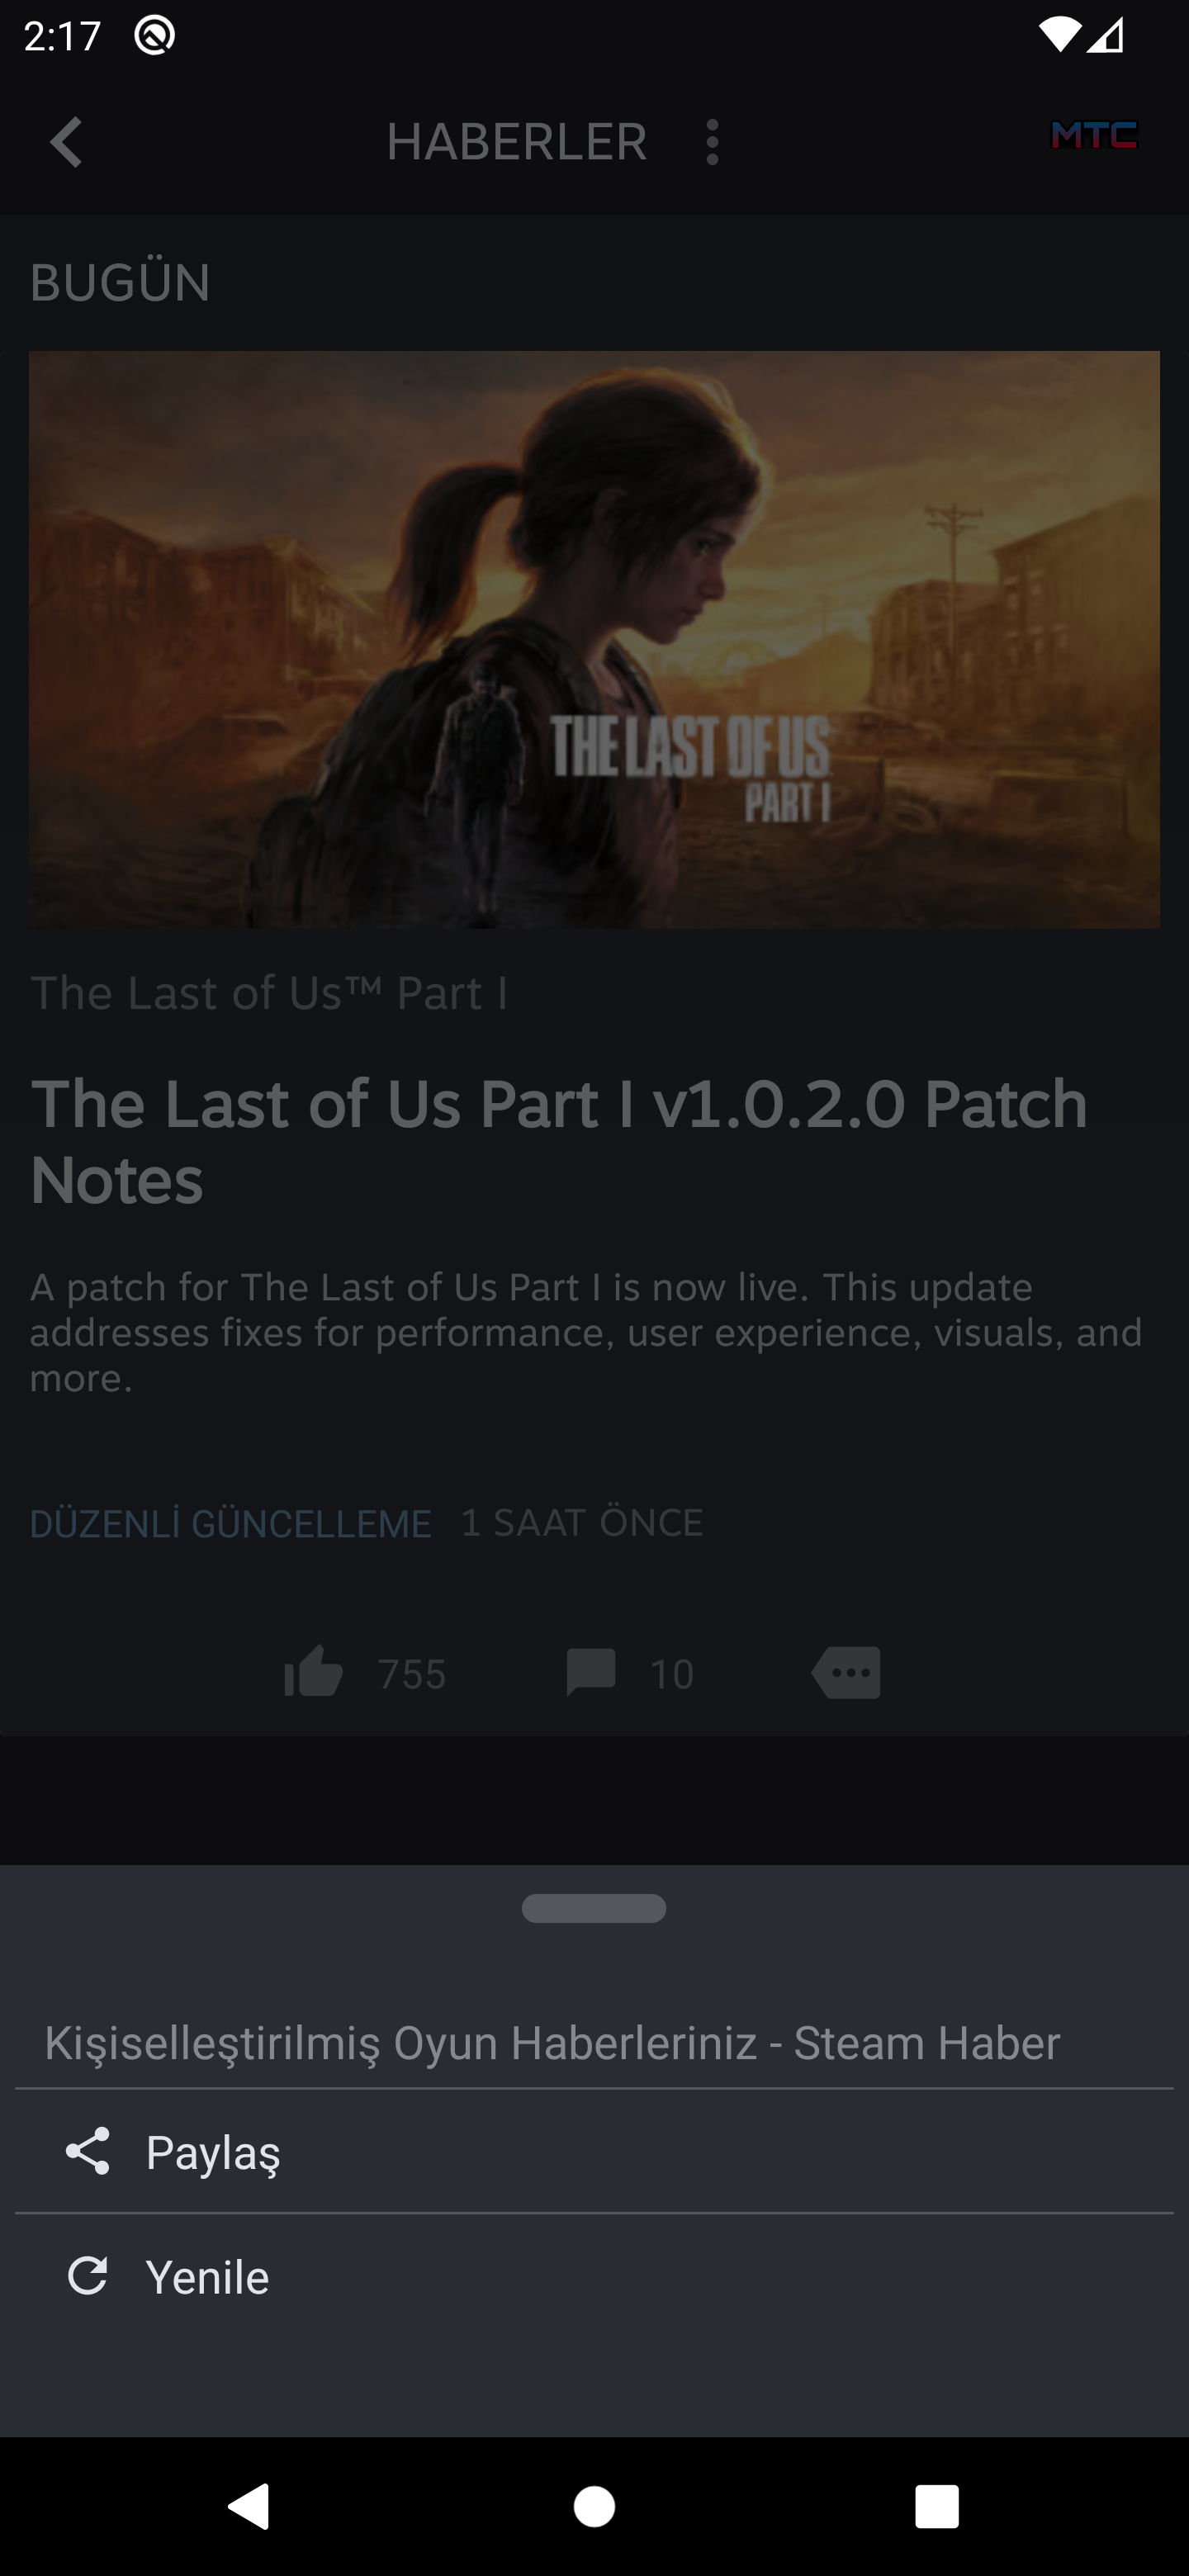 2:17
HABERLER
MTC
BUGÜN
THE LAST OF US
PART I
The Last of Us™ Part I
The Last of Us Part I v1.0.2.0 Patch
Notes
A patch for The Last of Us Part I is now live. This update
addresses fixes for performance, user experience, visuals, and
more.
DÜZENLİ GÜNCELLEME 1 SAAT ÖNCE
755 10
Kişiselleştirilmiş Oyun Haberleriniz - Steam Haber
Paylaş
Yenile